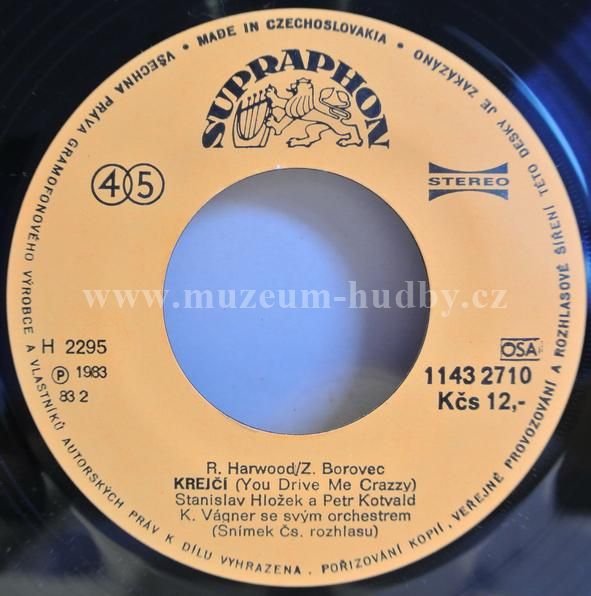 VŠECHNA PRÁVA GRAMOFONOVÉHO VÝROBCE A VLASTNÍKŮ AUTORSKÝCH PRÁV K DÍLU VYHRAZENA. POŘIZOVÁNÍ KOPIÍ, VEŘEJNÉ PROVOZOVÁNÍ A ROZHLASOVÉ ŠÍŘENÍ TÉTO DESKY JE ZAKÁZÁNO • MADE IN CZECHOSLOVAKIA •
SUPRAPHON
45
STEREO
www.muzeum-hudby.cz
H 2295
OSA
℗ 1983
1143 2710
83 2
Kčs 12,-
R. Harwood/Z. Borovec
KREJČÍ (You Drive Me Crazzy)
Stanislav Hložek a Petr Kotvald
K. Vágner se svým orchestrem
(Snímek Čs. rozhlasu)